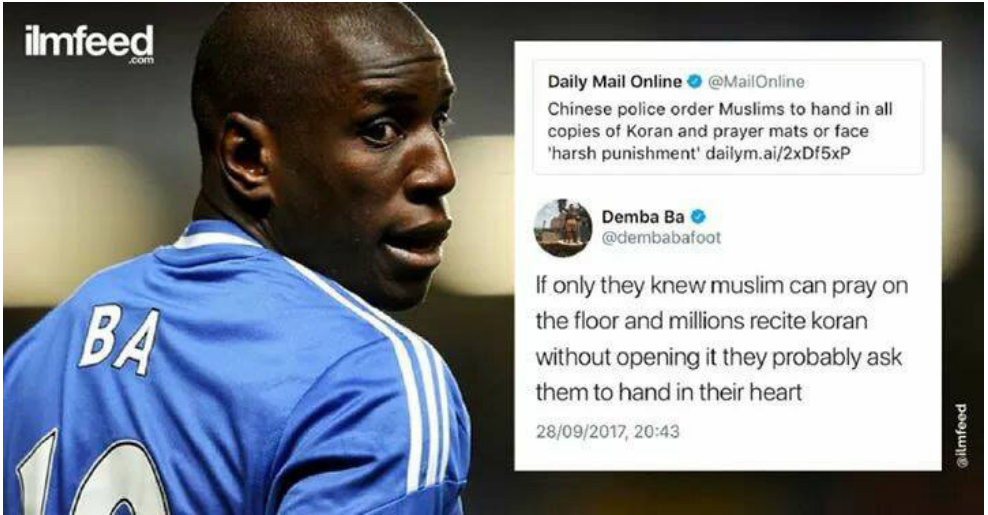 ilmfeed
.com
Daily Mail Online @MailOnline
Chinese police order Muslims to hand in all
copies of Koran and prayer mats or face
'harsh punishment' dailym.ai/2xDf5xP
Demba Ba
@dembabafoot
If only they knew muslim can pray on
the floor and millions recite koran
without opening it they probably ask
them to hand in their heart
28/09/2017, 20:43
BA
@ilmfeed